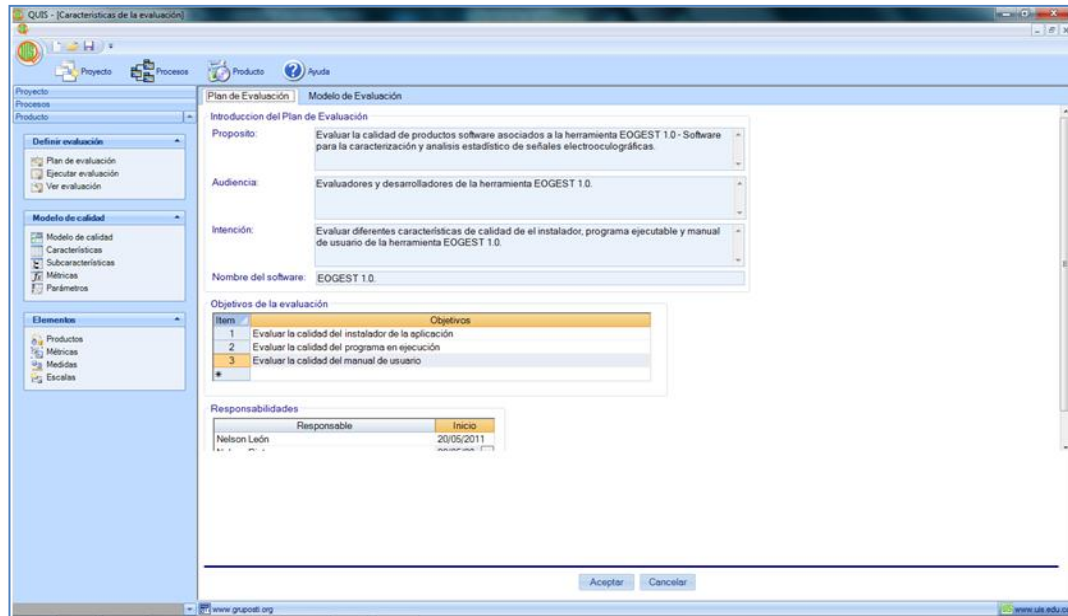 QUIS - [Características de la evaluación]
Proyecto
Procesos
Producto
Ayuda
Proyecto
Procesos
Producto
Definir evaluación
Plan de evaluación
Ejecutar evaluación
Ver evaluación
Modelo de calidad
Modelo de calidad
Características
Subcaracterísticas
Métricas
Parámetros
Elementos
Productos
Métricas
Medidas
Escalas
Plan de Evaluación
Modelo de Evaluación
Introduccion del Plan de Evaluación
Proposito:
Evaluar la calidad de productos software asociados a la herramienta EOGEST 1.0 - Software
para la caracterización y analisis estadístico de señales electrooculográficas.
Audiencia:
Evaluadores y desarrolladores de la herramienta EOGEST 1.0.
Intención:
Evaluar diferentes características de calidad de el instalador, programa ejecutable y manual
de usuario de la herramienta EOGEST 1.0.
Nombre del software: EOGEST 1.0.
Objetivos de la evaluación
Item Objetivos
1 Evaluar la calidad del instalador de la aplicación
2 Evaluar la calidad del programa en ejecución
3 Evaluar la calidad del manual de usuario
Responsabilidades
Responsable Inicio
Nelson León 20/05/2011
Aceptar Cancelar
www.gruposti.org
www.uis.edu.co